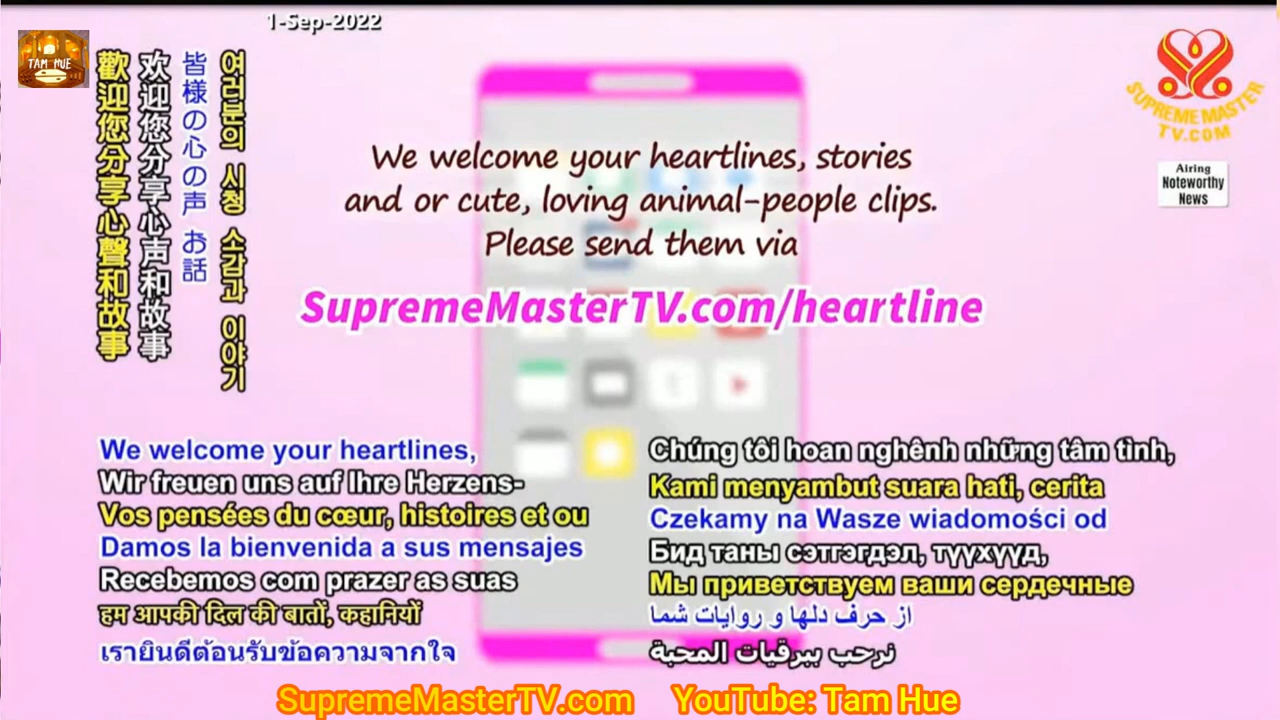 1-Sep-2022
TAM HUE
歡迎您分享心聲和故事
欢迎您分享心声和故事
皆様の心の声 お話
여러분의 시청 소감과 이야기
SUPREME MASTER
TV.COM
Airing
Noteworthy
News
We welcome your heartlines, stories
and or cute, loving animal-people clips.
Please send them via
SupremeMasterTV.com/heartline
We welcome your heartlines,
Wir freuen uns auf Ihre Herzens-
Vos pensées du cœur, histoires et ou
Damos la bienvenida a sus mensajes
Recebemos com prazer as suas
हम आपकी दिल की बातों, कहानियों
เรายินดีต้อนรับข้อความจากใจ
Chúng tôi hoan nghênh những tâm tình,
Kami menyambut suara hati, cerita
Czekamy na Wasze wiadomości od
Бид таны сэтгэгдэл, түүхүүд,
Мы приветствуем ваши сердечные
از حرف دلها و روایات شما
نرحب ببرقيات المحبة
SupremeMasterTV.com YouTube: Tam Hue